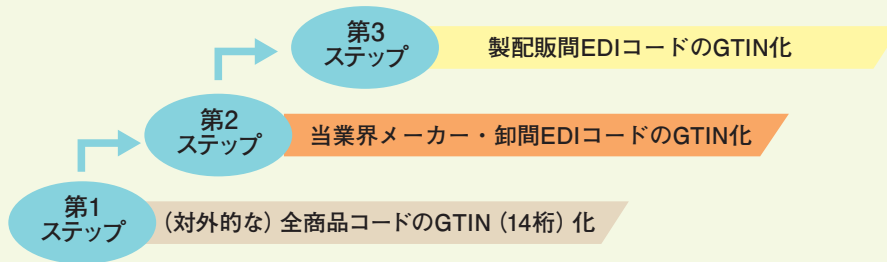 第3
ステップ
製配販間EDIコードのGTIN化
第2
ステップ
当業界メーカー・卸間EDIコードのGTIN化
第1
ステップ
(対外的な) 全商品コードのGTIN (14桁) 化